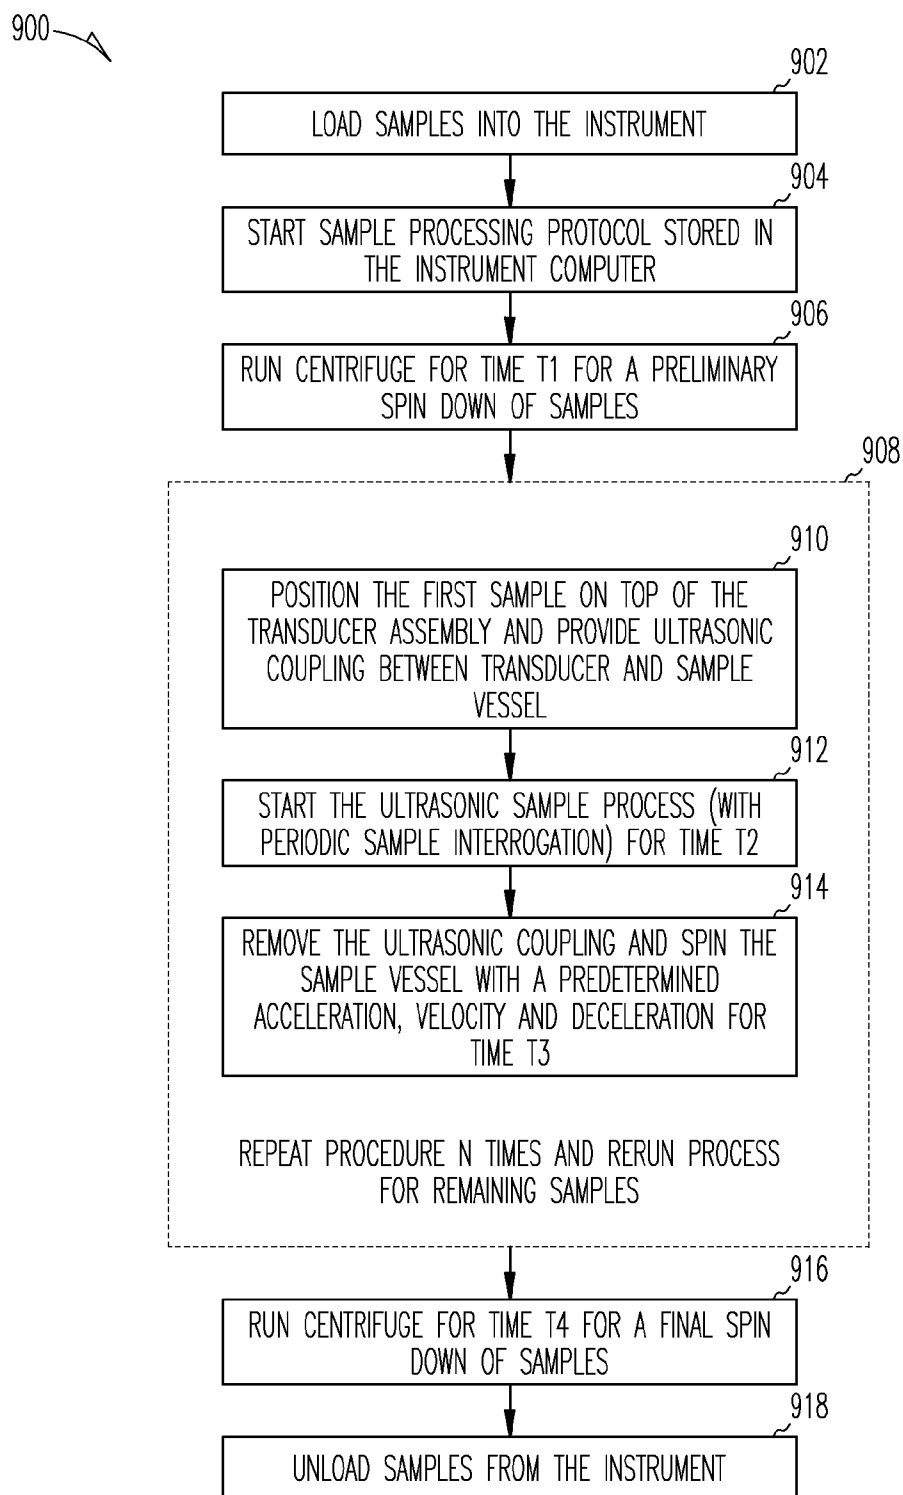 900
902
LOAD SAMPLES INTO THE INSTRUMENT
904
START SAMPLE PROCESSING PROTOCOL STORED IN
THE INSTRUMENT COMPUTER
906
RUN CENTRIFUGE FOR TIME T1 FOR A PRELIMINARY
SPIN DOWN OF SAMPLES
908
910
POSITION THE FIRST SAMPLE ON TOP OF THE
TRANSDUCER ASSEMBLY AND PROVIDE ULTRASONIC
COUPLING BETWEEN TRANSDUCER AND SAMPLE
VESSEL
912
START THE ULTRASONIC SAMPLE PROCESS (WITH
PERIODIC SAMPLE INTERROGATION) FOR TIME T2
914
REMOVE THE ULTRASONIC COUPLING AND SPIN THE
SAMPLE VESSEL WITH A PREDETERMINED
ACCELERATION, VELOCITY AND DECELERATION FOR
TIME T3
REPEAT PROCEDURE N TIMES AND RERUN PROCESS
FOR REMAINING SAMPLES
916
RUN CENTRIFUGE FOR TIME T4 FOR A FINAL SPIN
DOWN OF SAMPLES
918
UNLOAD SAMPLES FROM THE INSTRUMENT